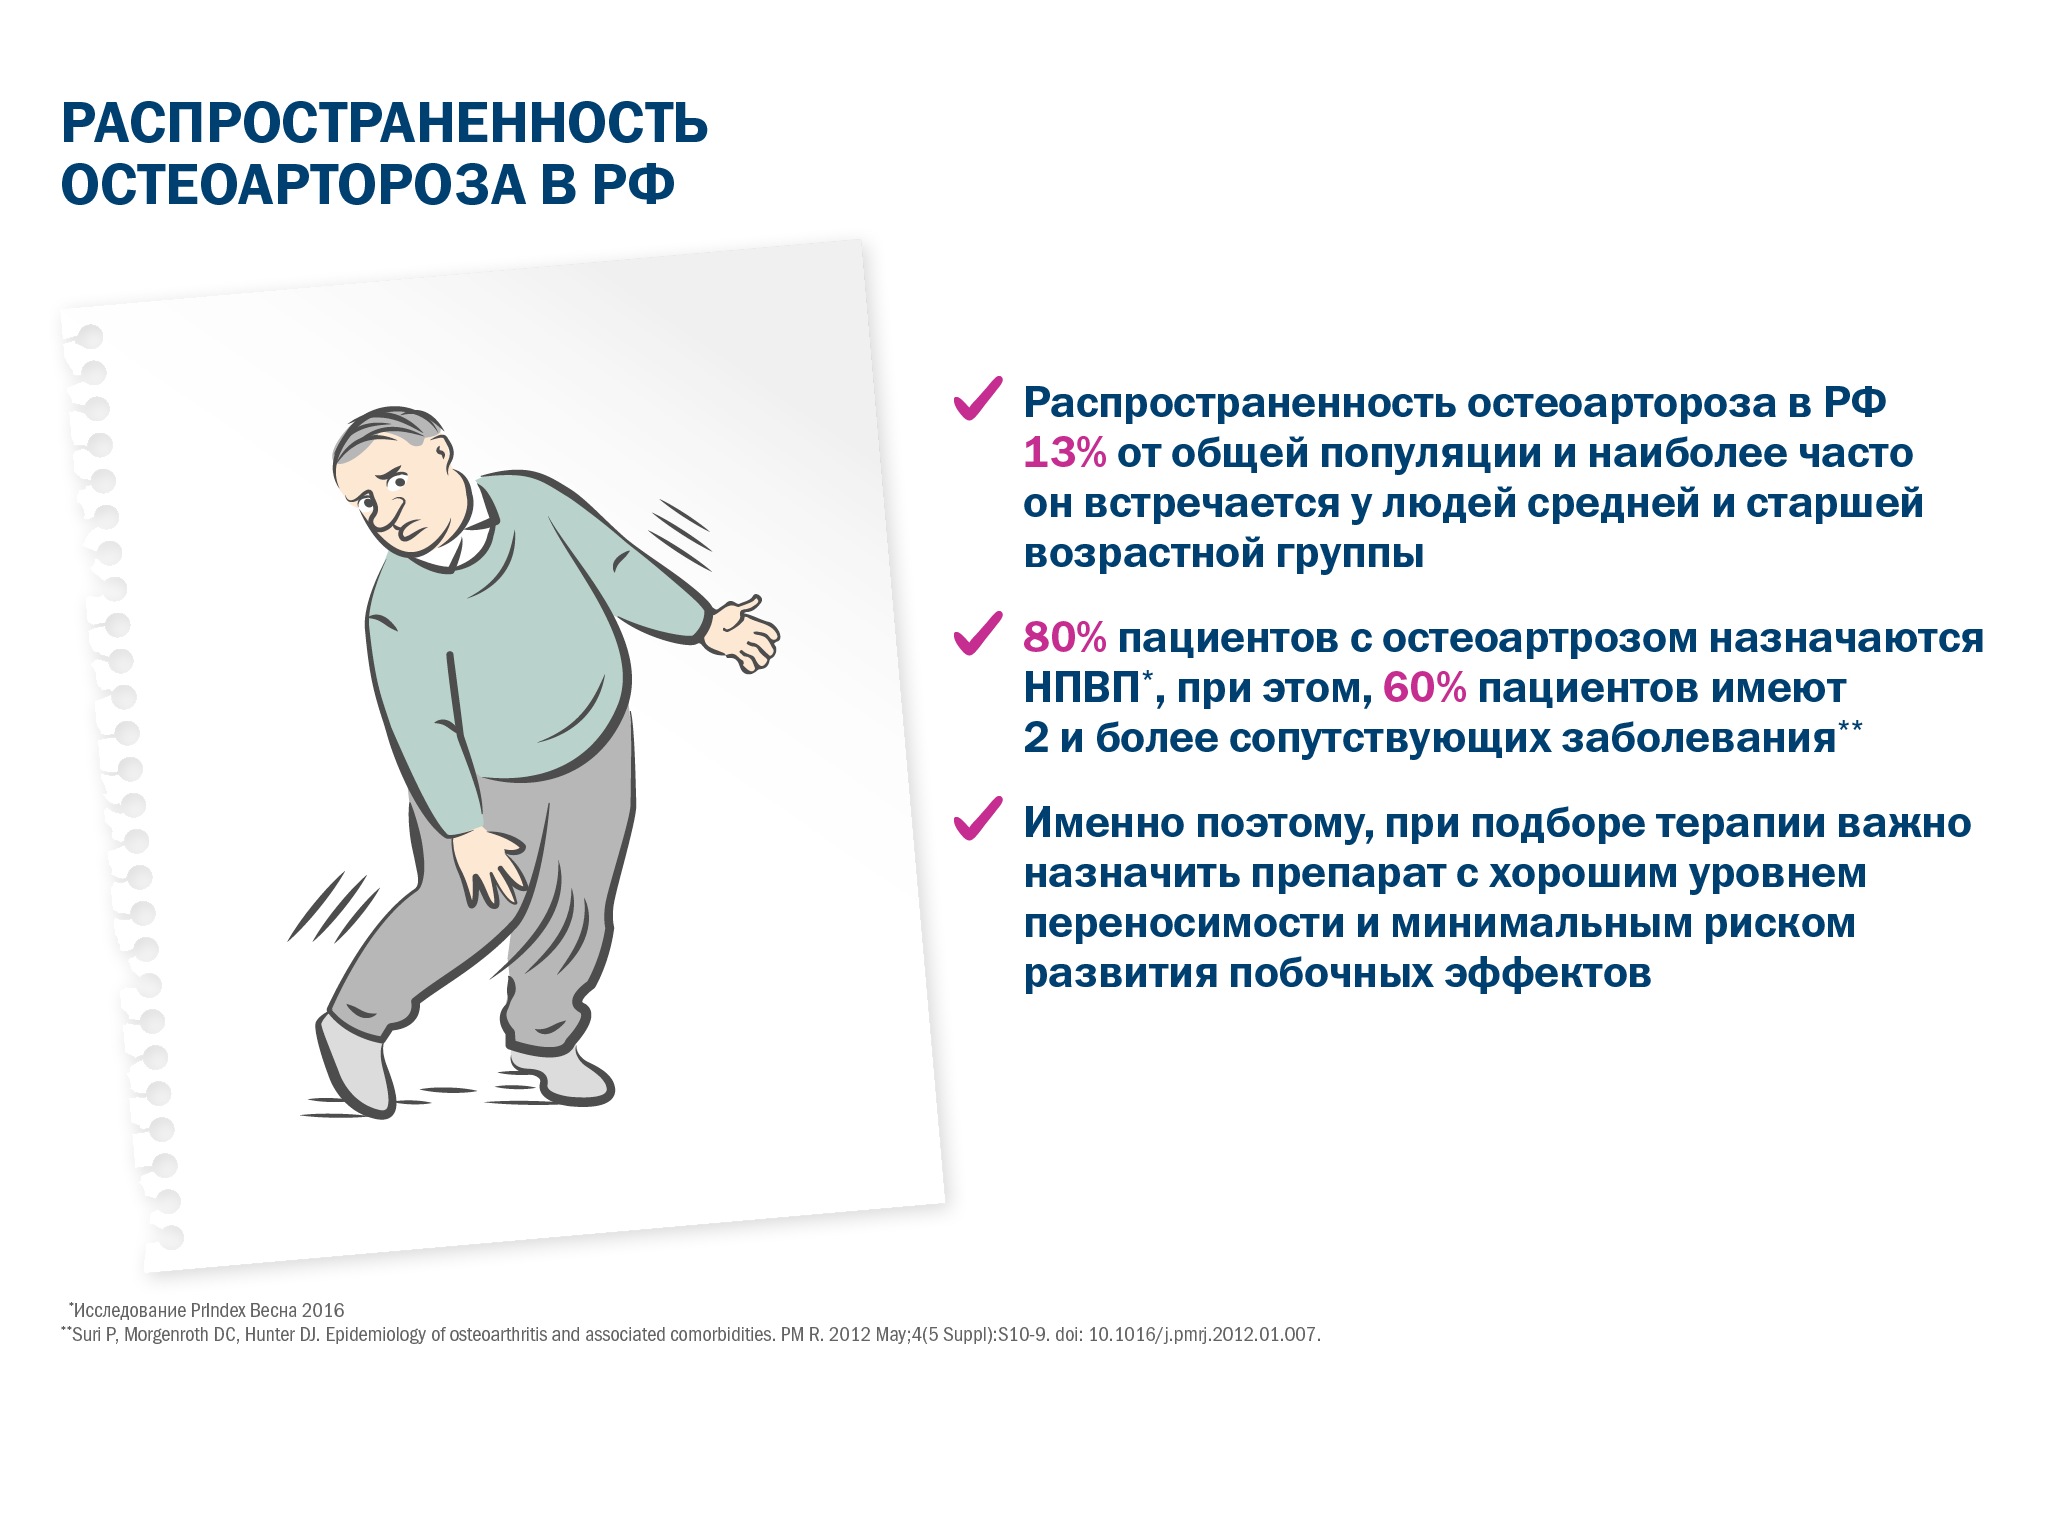 РАСПРОСТРАНЕННОСТЬ
ОСТЕОАРТОРОЗА В РФ
Распространенность остеоартороза в РФ
13% от общей популяции и наиболее часто
он встречается у людей средней и старшей
возрастной группы
80% пациентов с остеоартрозом назначаются
НПВП*, при этом, 60% пациентов имеют
2 и более сопутствующих заболевания**
Именно поэтому, при подборе терапии важно
назначить препарат с хорошим уровнем
переносимости и минимальным риском
развития побочных эффектов
*Исследование PrIndex Весна 2016
**Suri P, Morgenroth DC, Hunter DJ. Epidemiology of osteoarthritis and associated comorbidities. PM R. 2012 May;4(5 Suppl):S10-9. doi: 10.1016/j.pmrj.2012.01.007.